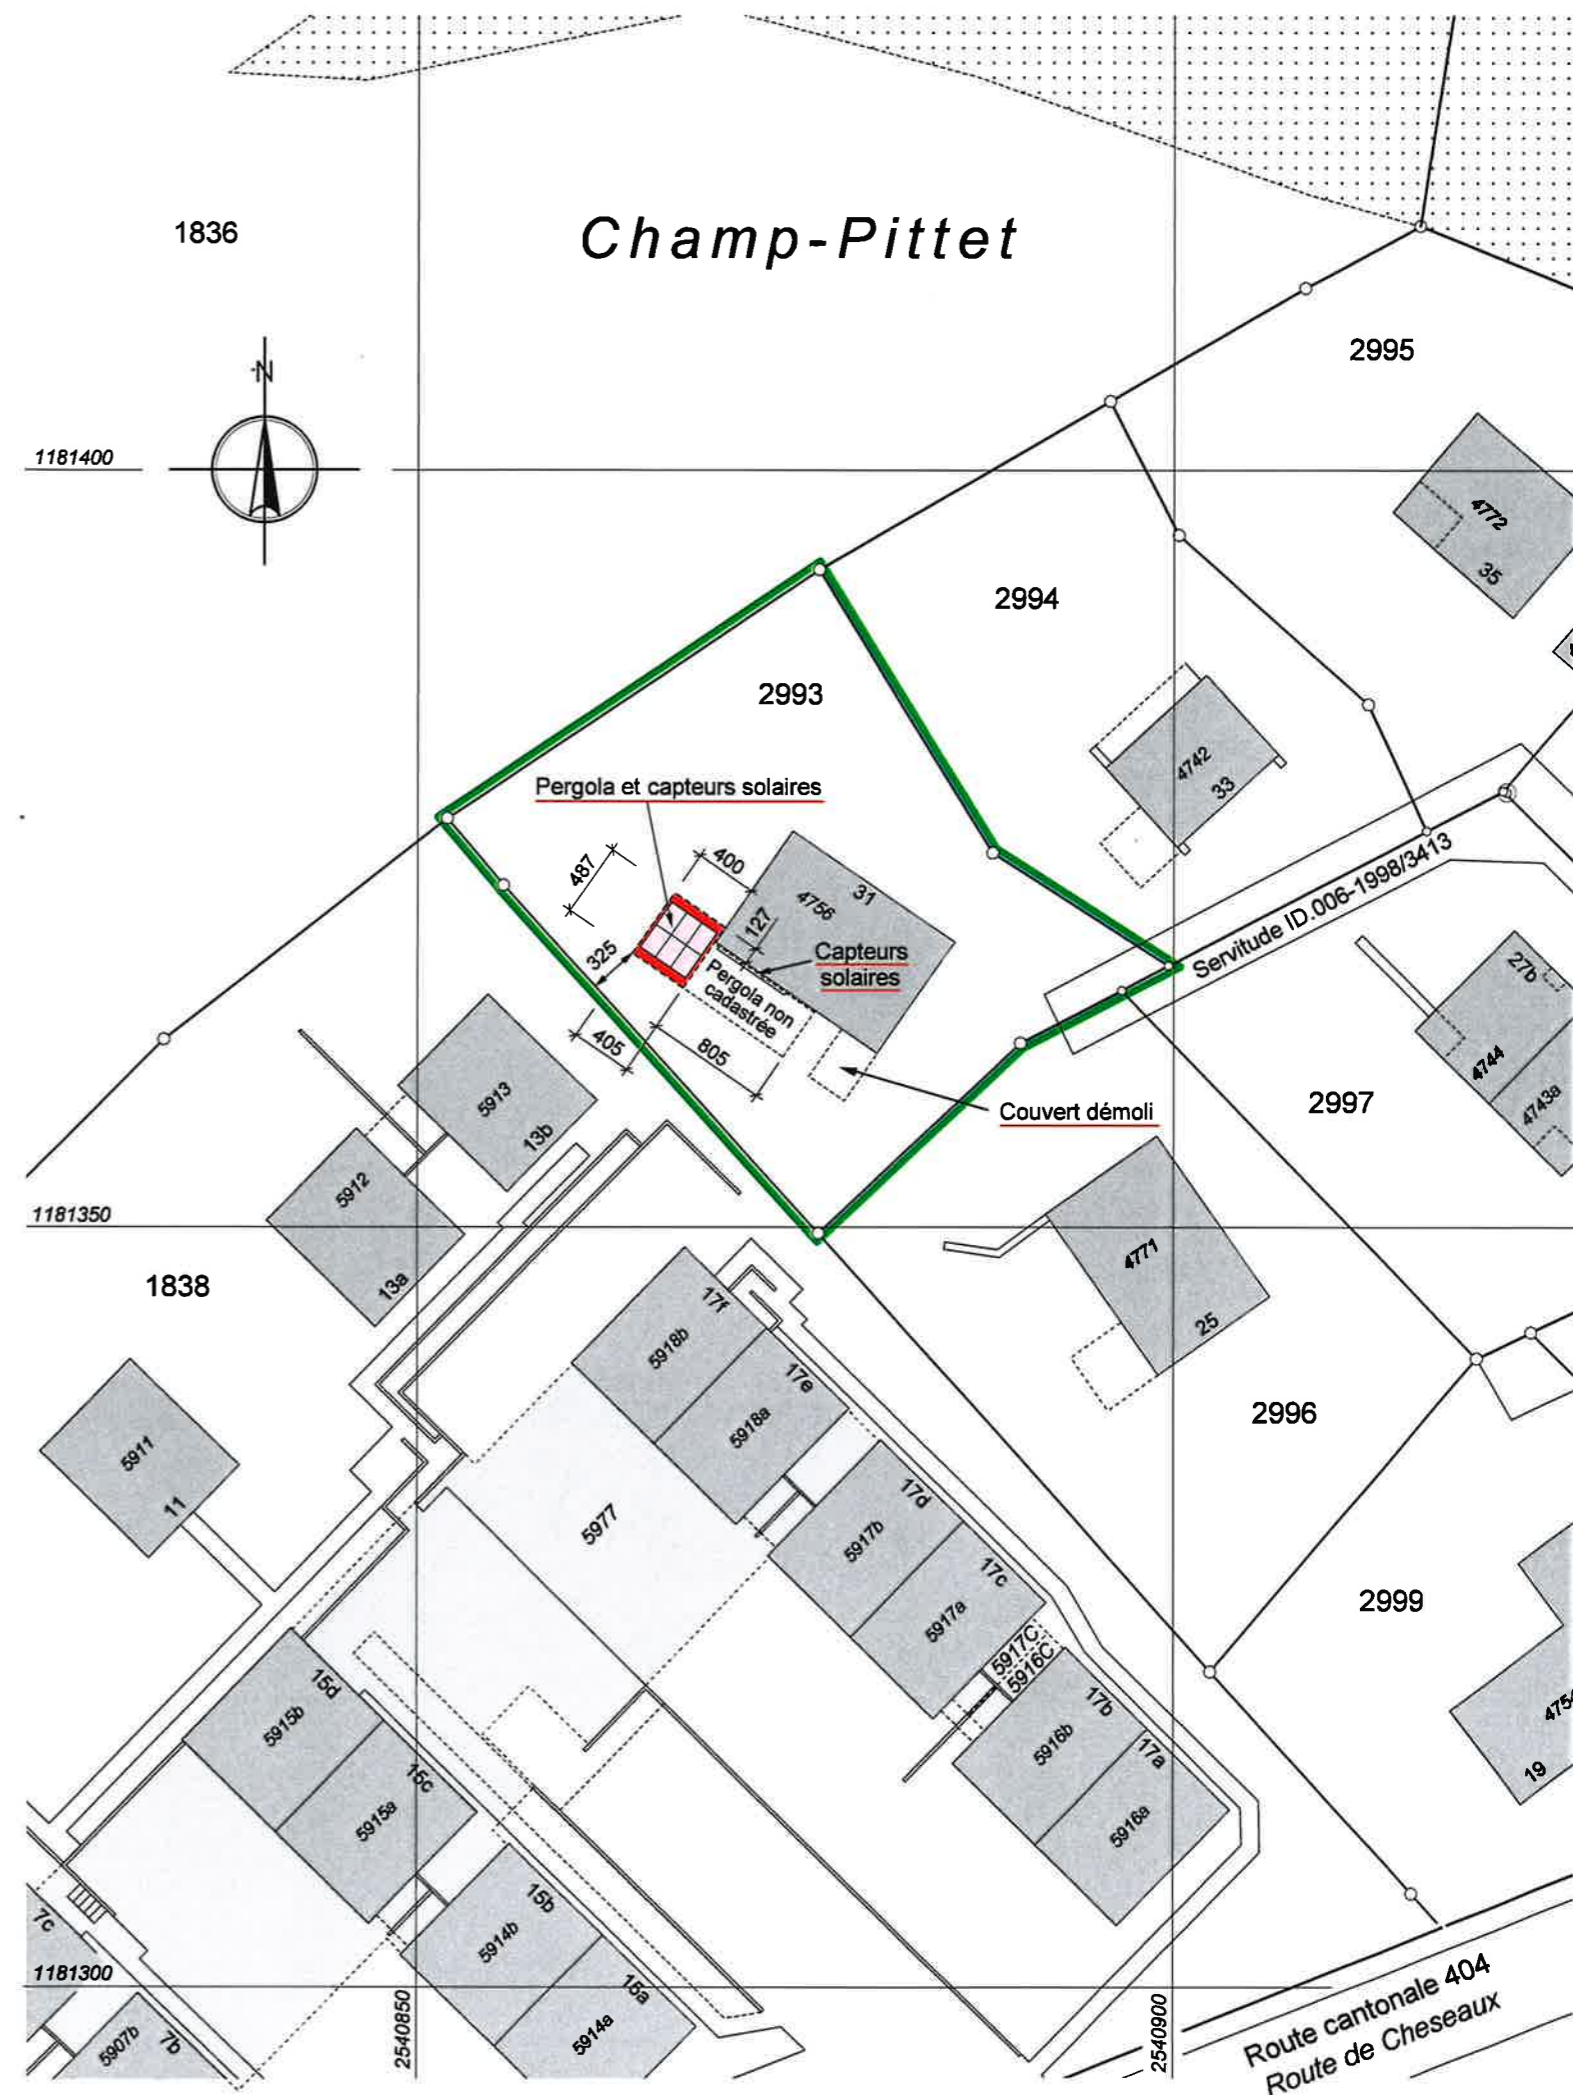 1836
Champ-Pittet
N
2995
1181400
4772
35
2994
2993
4742
33
Pergola et capteurs solaires
487
400
31
4756
127
325
Capteurs
solaires
Pergola non
cadastrée
Servitude ID.006-1998/3413
27b
405
805
4744
4743a
2997
Couvert démoli
5913
13b
5912
13a
1181350
1838
4771
25
17f
5918b
17e
5918a
2996
5911
11
5977
17d
5917b
17c
5917a
2999
5917C
5916C
15d
5915b
17b
5916b
17a
5916a
4754
19
15c
5915a
15b
5914b
15a
5914a
7c
1181300
5907b
7b
2540850
2540900
Route cantonale 404
Route de Cheseaux